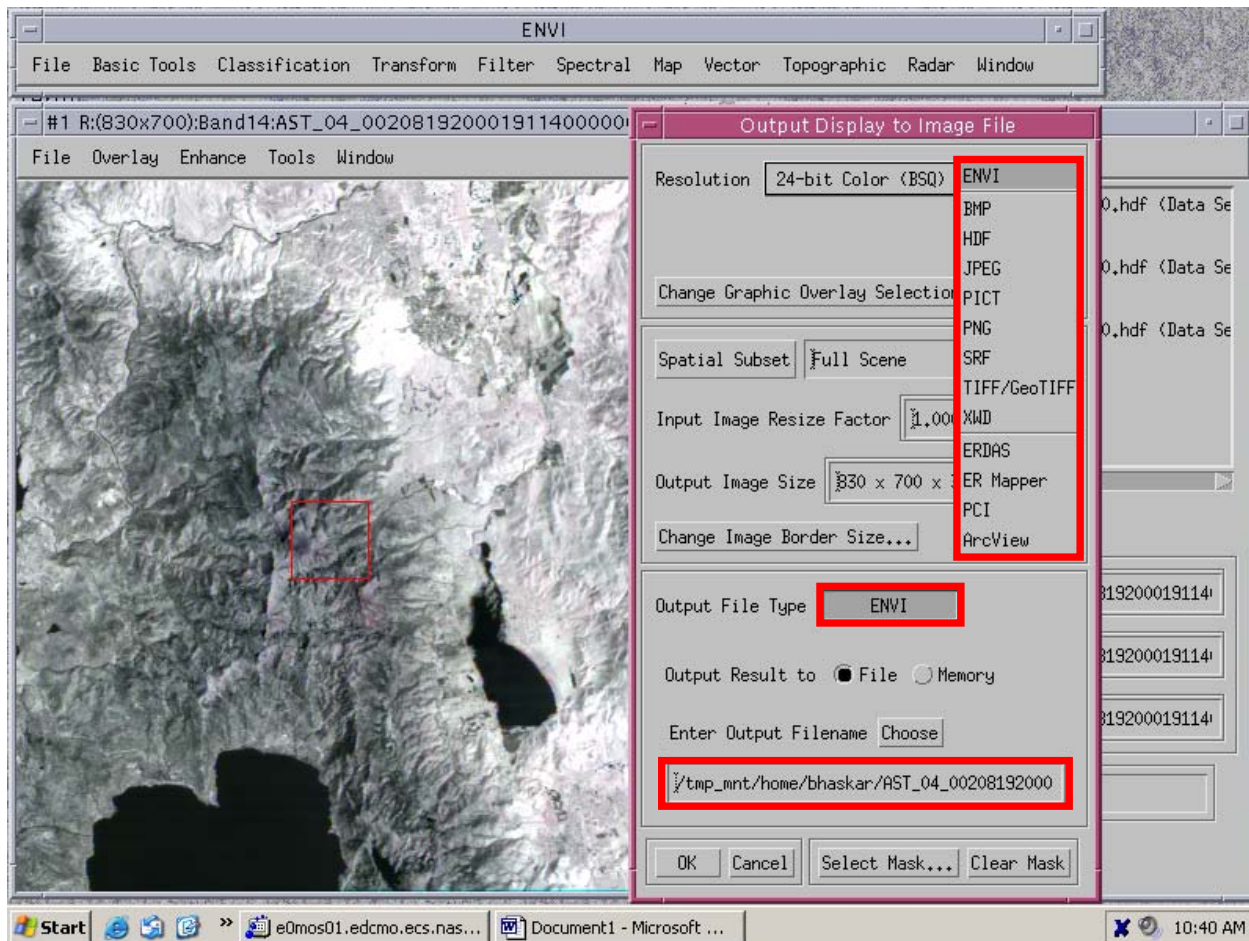 ENVI
File Basic Tools Classification Transform Filter Spectral Map Vector Topographic Radar Window
#1 R:(830x700):Band14:AST_04_0020819200019114000000
File Overlay Enhance Tools Window
Output Display to Image File
Resolution 24-bit Color (BSQ)
Change Graphic Overlay Selection
Spatial Subset Full Scene
Input Image Resize Factor 1.000
Output Image Size 830 x 700 x
Change Image Border Size...
ENVI
BMP
HDF
JPEG
PICT
PNG
SRF
TIFF/GeoTIFF
XWD
ERDAS
ER Mapper
PCI
ArcView
Output File Type ENVI
Output Result to File Memory
Enter Output Filename Choose
/tmp_mnt/home/bhaskar/AST_04_00208192000
OK Cancel Select Mask... Clear Mask
0.hdf (Data Se
0.hdf (Data Se
0.hdf (Data Se
819200019114
819200019114
819200019114
Start » e0mos01.edcmo.ecs.nas... Document1 - Microsoft ... 10:40 AM